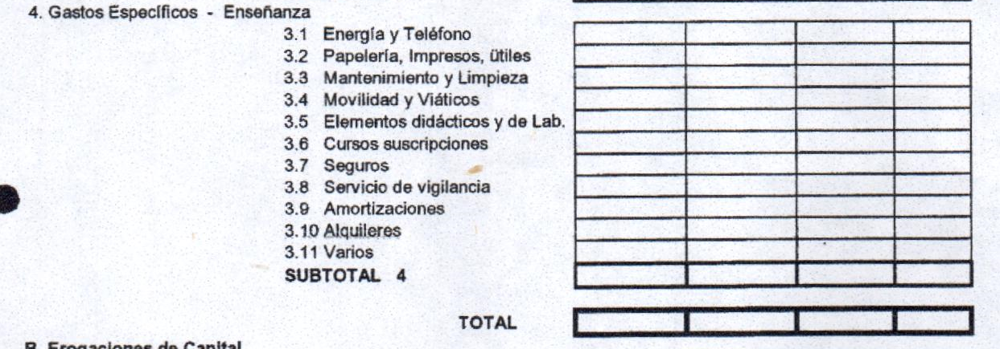 4. Gastos Específicos - Enseñanza
3.1 Energía y Teléfono
3.2 Papelería, Impresos, ütiles
3.3 Mantenimiento y Limpieza
3.4 Movilidad y Viáticos
3.5 Elementos didácticos y de Lab.
3.6 Cursos suscripciones
3.7 Seguros
3.8 Servicio de vigilancia
3.9 Amortizaciones
3.10 Alquileres
3.11 Varios
SUBTOTAL 4
TOTAL
B. Erogaciones de Capital